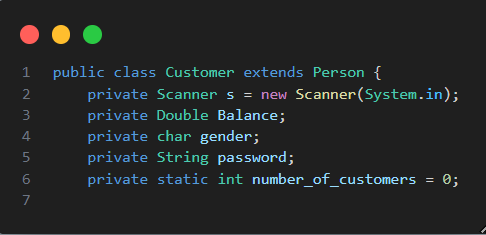 1 public class Customer extends Person {
2     private Scanner s = new Scanner(System.in);
3     private Double Balance;
4     private char gender;
5     private String password;
6     private static int number_of_customers = 0;
7